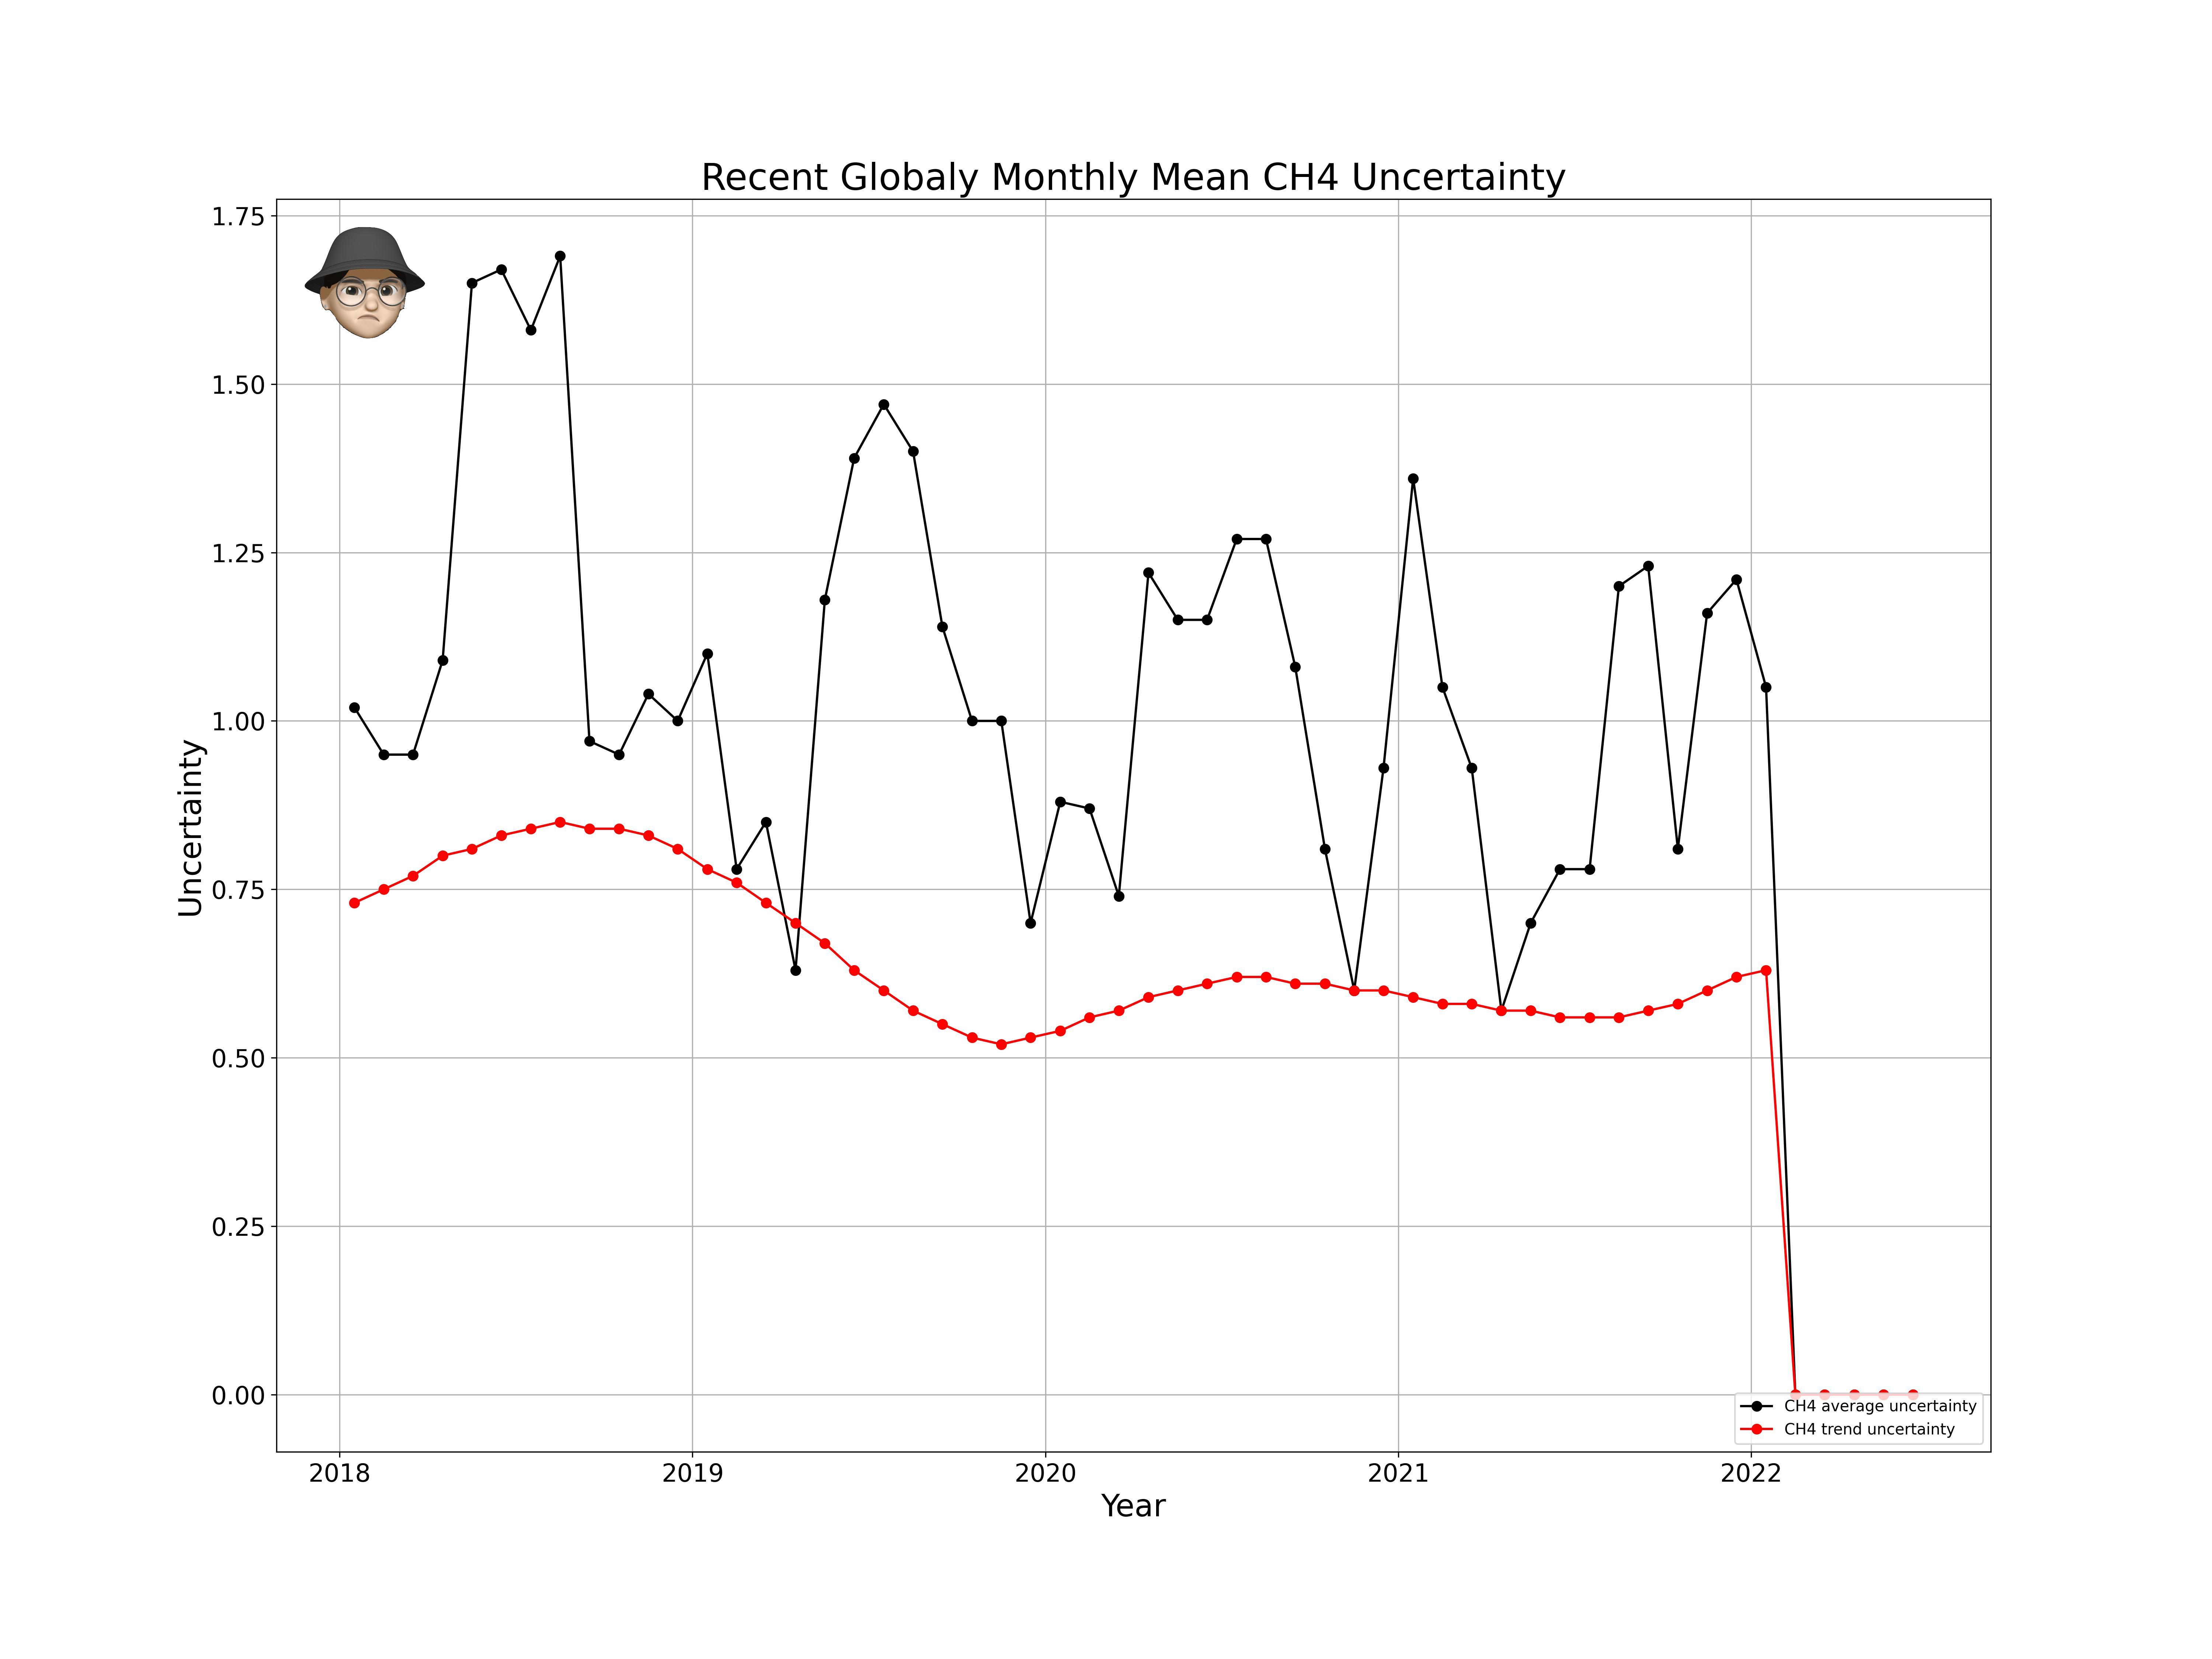 Recent Globaly Monthly Mean CH4 Uncertainty
1.75
1.50
1.25
1.00
0.75
0.50
0.25
0.00
Uncertainty
2018 2019 2020 2021 2022
Year
CH4 average uncertainty
CH4 trend uncertainty